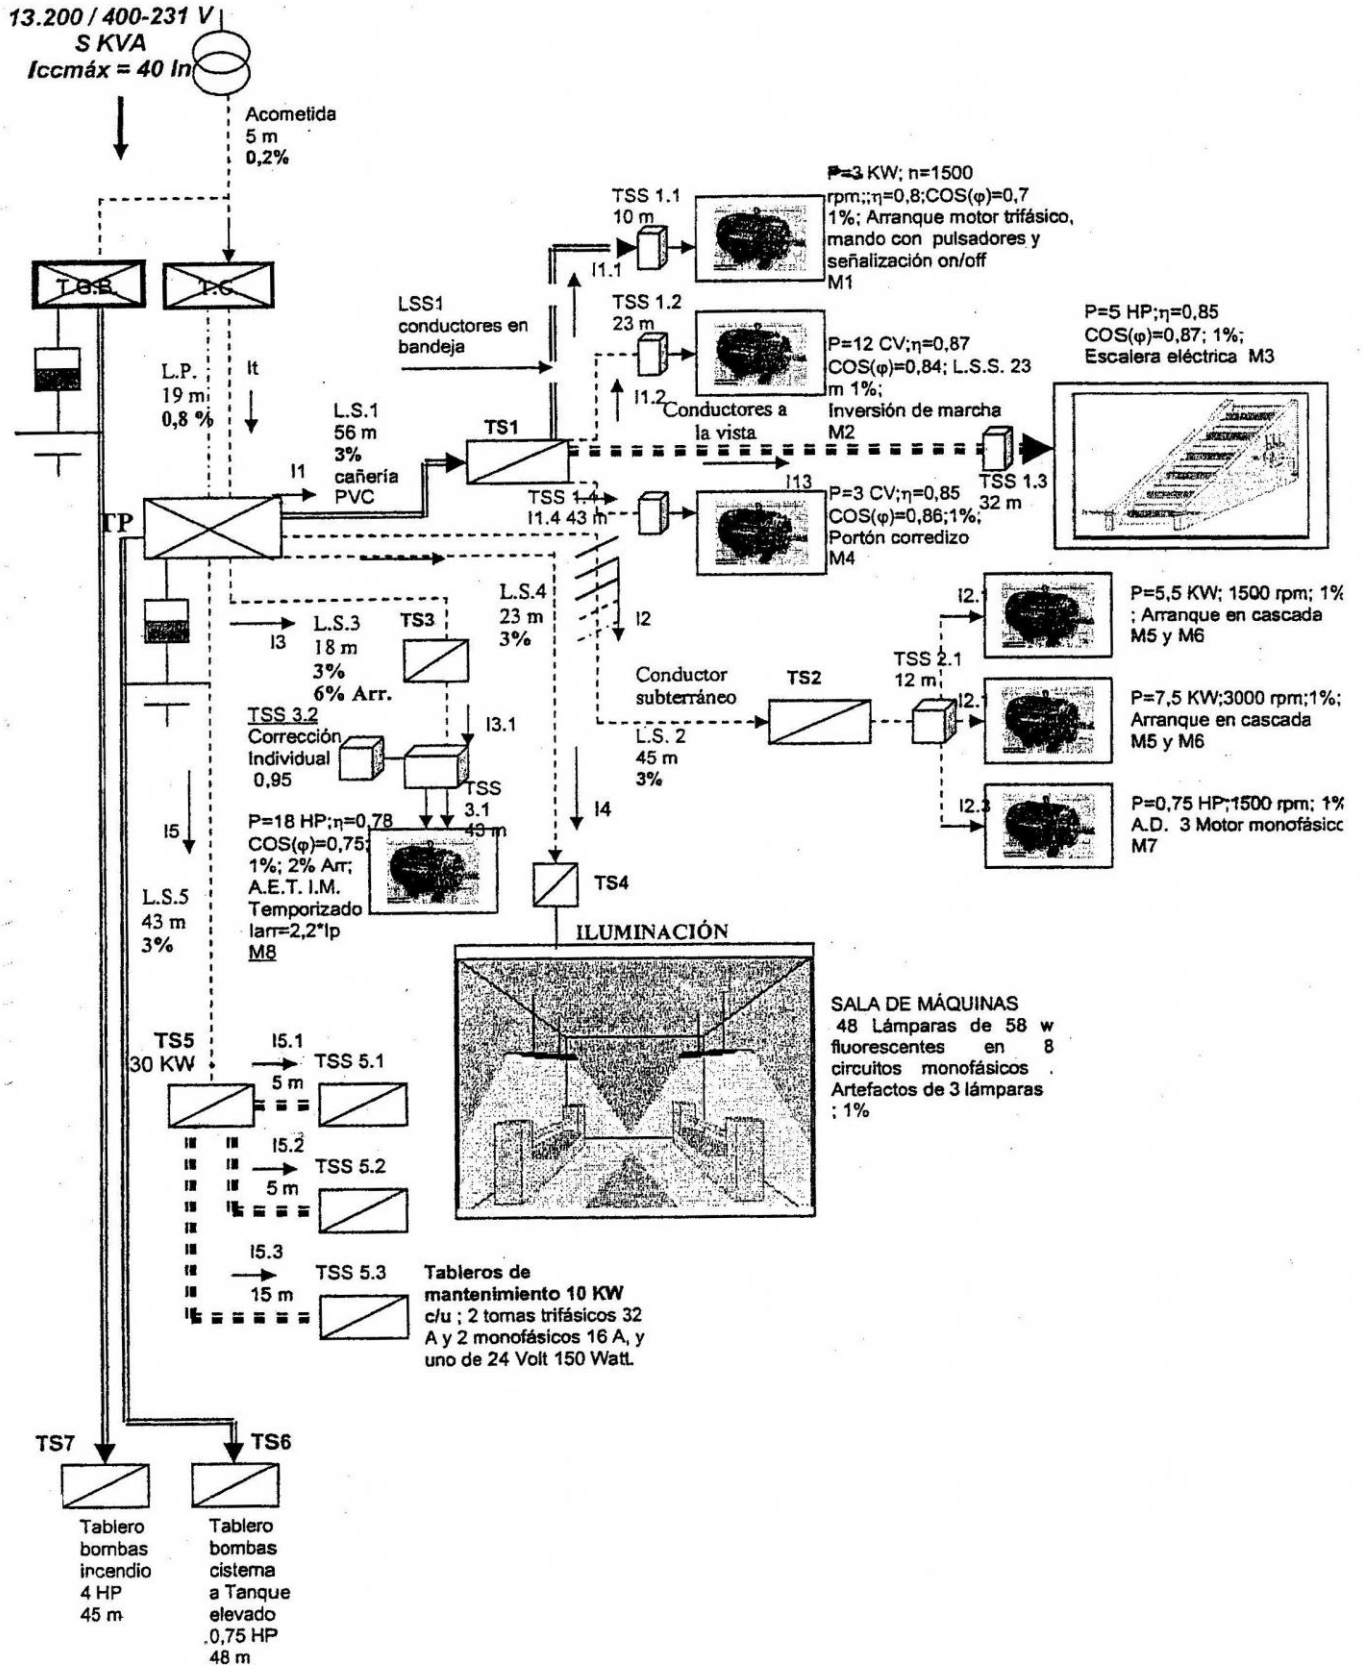 13.200 / 400-231 V
S KVA
Iccmáx = 40 In
Acometida
5 m
0,2%
T.G.B.
T.G.
L.P.
19 m
0,8 %
It
LSS1
conductores en
bandeja
TSS 1.1
10 m
I1.1
P=3 KW; n=1500
rpm;;η=0,8;COS(φ)=0,7
1%; Arranque motor trifásico,
mando con pulsadores y
señalización on/off
M1
TSS 1.2
23 m
I1.2
P=12 CV;η=0,87
COS(φ)=0,84; L.S.S. 23
m 1%;
Inversión de marcha
M2
P=5 HP;η=0,85
COS(φ)=0,87; 1%;
Escalera eléctrica M3
Conductores a
la vista
L.S.1
56 m
3%
cañería
PVC
I1
TS1
I13
TSS 1.3
32 m
TSS 1.4
I1.4 43 m
P=3 CV;η=0,85
COS(φ)=0,86;1%;
Portón corredizo
M4
TP
L.S.4
23 m
3%
I2
I3
L.S.3
18 m
3%
6% Arr.
TS3
Conductor
subterráneo
TS2
L.S. 2
45 m
3%
TSS 2.1
12 m
I2.1
P=5,5 KW; 1500 rpm; 1%
; Arranque en cascada
M5 y M6
I2.1
P=7,5 KW;3000 rpm;1%;
Arranque en cascada
M5 y M6
I2.3
P=0,75 HP;1500 rpm; 1%
A.D. 3 Motor monofásico
M7
TSS 3.2
Corrección
Individual
0,95
I3.1
TSS
3.1
43 m
P=18 HP;η=0,78
COS(φ)=0,75;
1%; 2% Arr;
A.E.T. I.M.
Temporizado
Iarr=2,2*Ip
M8
I4
TS4
I5
L.S.5
43 m
3%
ILUMINACIÓN
SALA DE MÁQUINAS
48 Lámparas de 58 w
fluorescentes en 8
circuitos monofásicos .
Artefactos de 3 lámparas
; 1%
TS5
30 KW
I5.1
5 m
TSS 5.1
I5.2
5 m
TSS 5.2
I5.3
15 m
TSS 5.3
Tableros de
mantenimiento 10 KW
c/u ; 2 tomas trifásicos 32
A y 2 monofásicos 16 A, y
uno de 24 Volt 150 Watt.
TS7
TS6
Tablero
bombas
incendio
4 HP
45 m
Tablero
bombas
cisterna
a Tanque
elevado
.0,75 HP
48 m